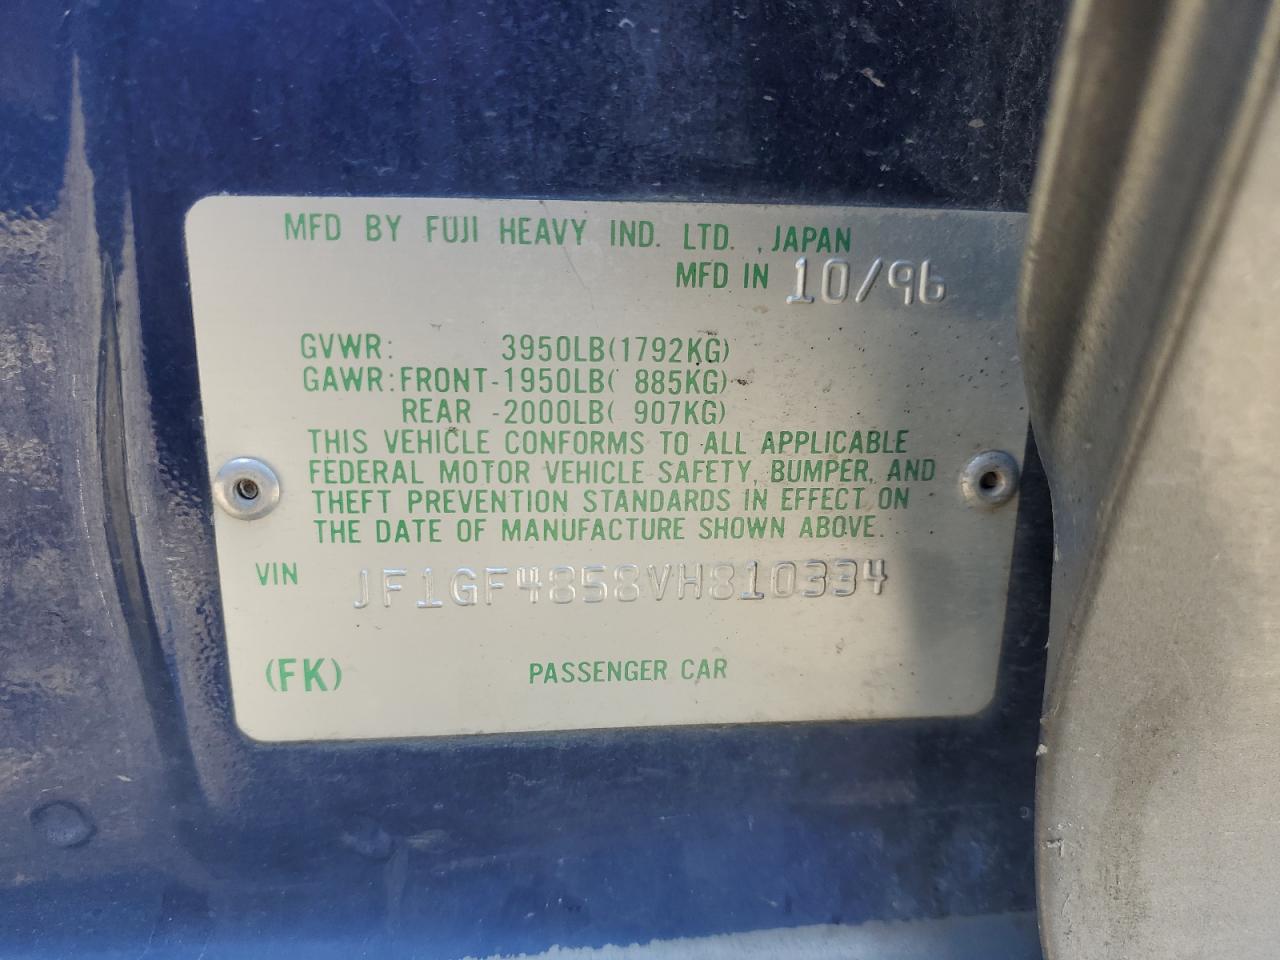 MFD BY FUJI HEAVY IND. LTD. , JAPAN
MFD IN 10/96
GVWR: 3950LB(1792KG)
GAWR:FRONT-1950LB( 885KG)
REAR -2000LB( 907KG)
THIS VEHICLE CONFORMS TO ALL APPLICABLE
FEDERAL MOTOR VEHICLE SAFETY, BUMPER, AND
THEFT PREVENTION STANDARDS IN EFFECT ON
THE DATE OF MANUFACTURE SHOWN ABOVE.
VIN JF1GF4858VH810334
(FK) PASSENGER CAR